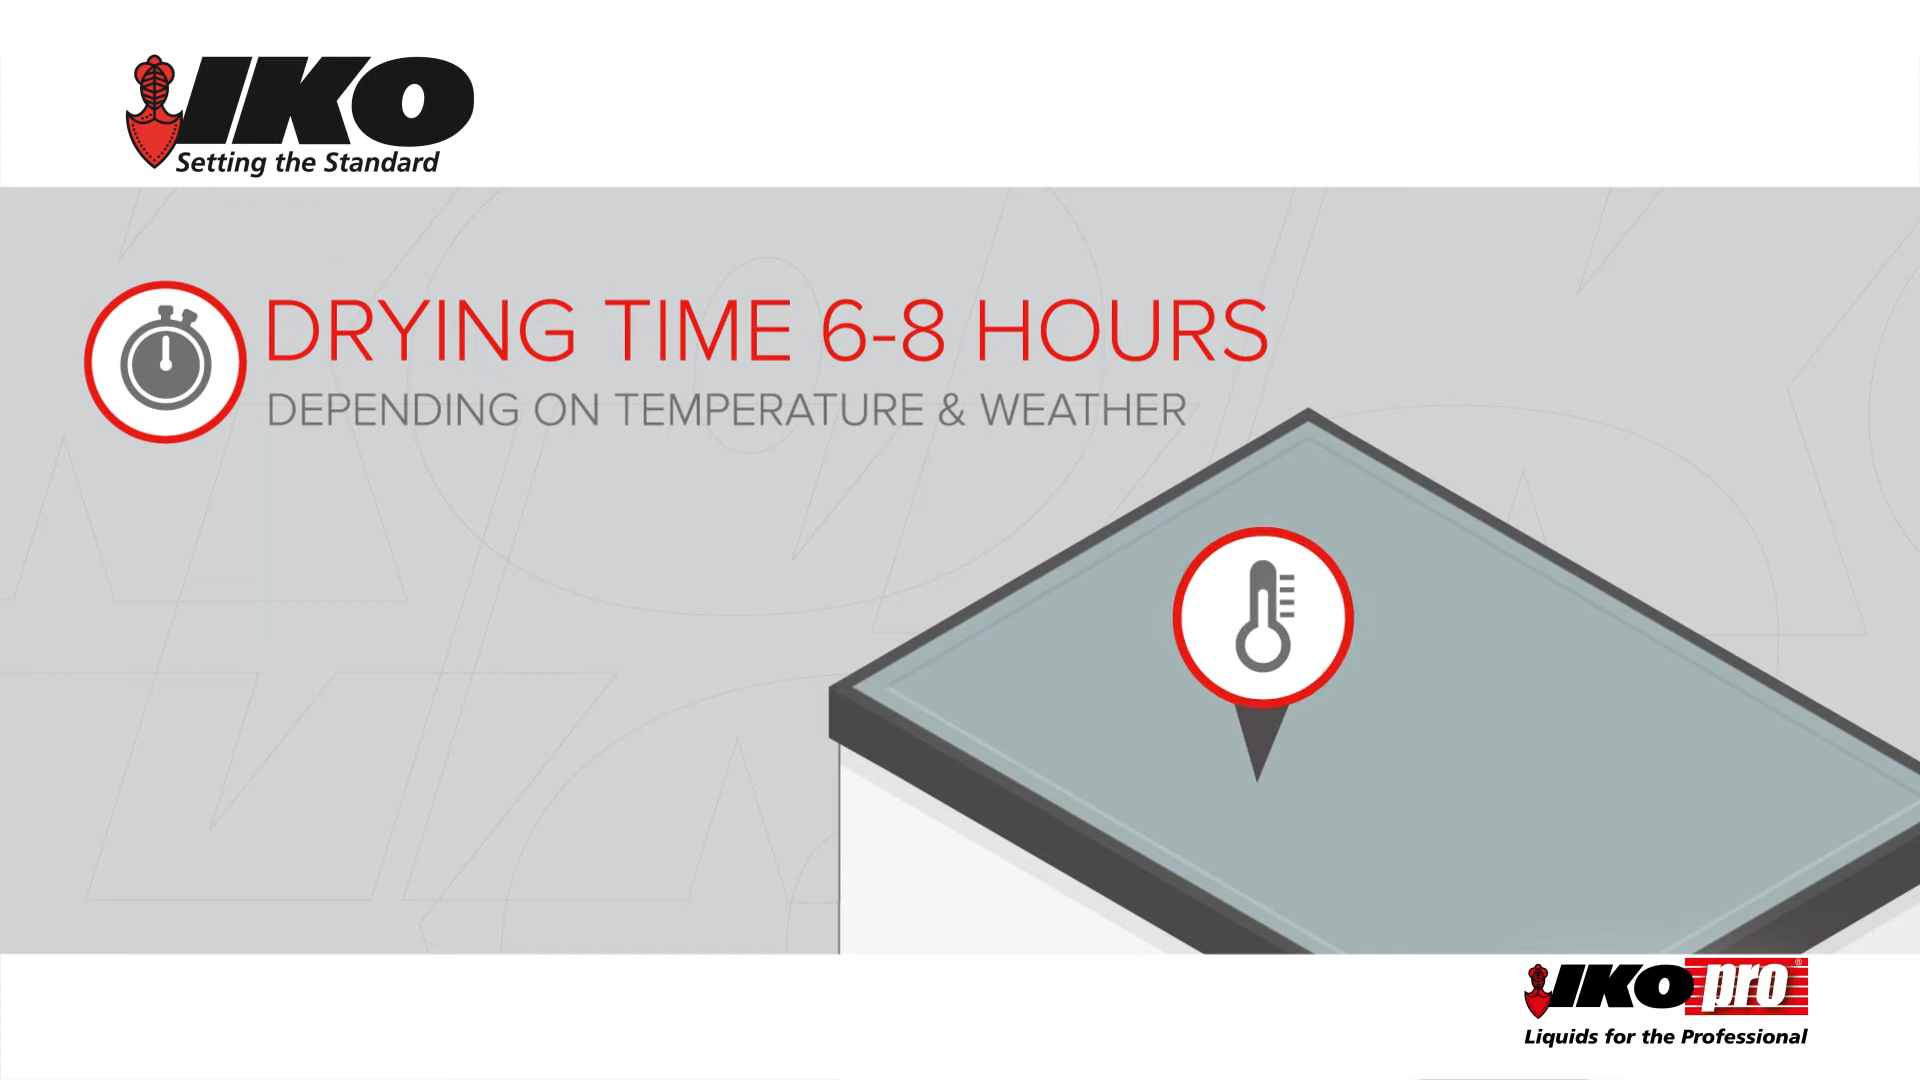 IKO
Setting the Standard
DRYING TIME 6-8 HOURS
DEPENDING ON TEMPERATURE & WEATHER
IKO pro®
Liquids for the Professional